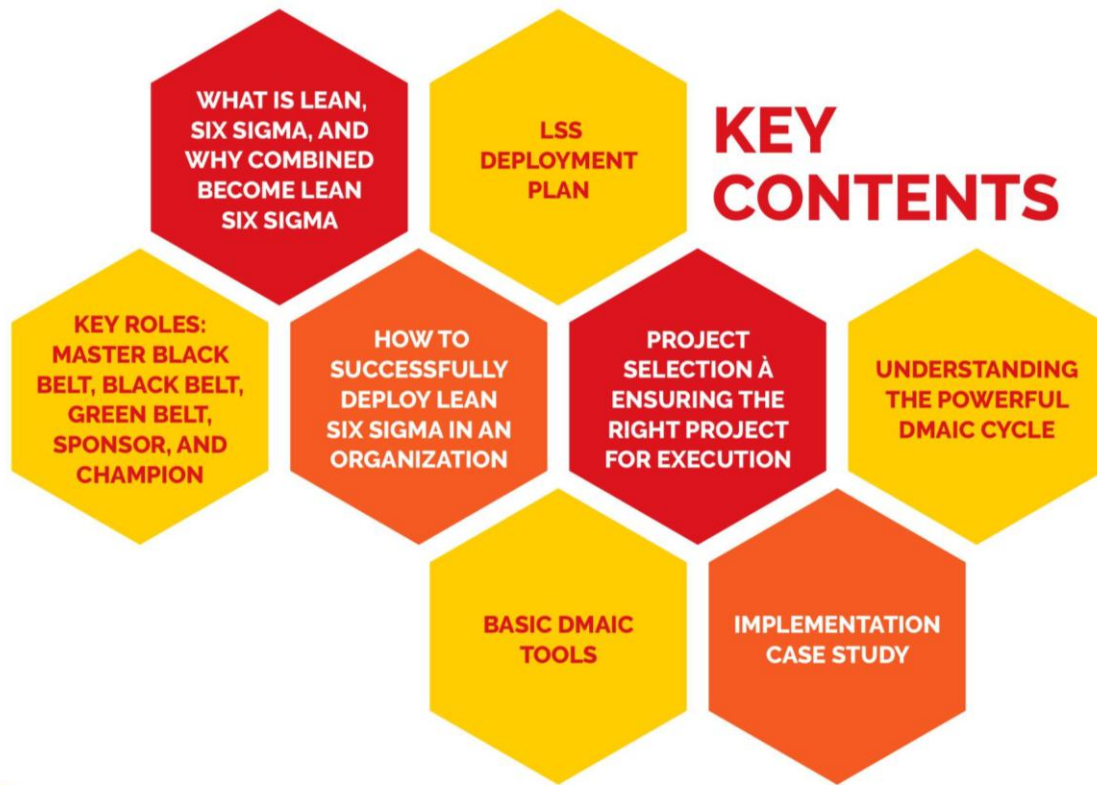 WHAT IS LEAN,
SIX SIGMA, AND
WHY COMBINED
BECOME LEAN
SIX SIGMA
LSS
DEPLOYMENT
PLAN
KEY
CONTENTS
KEY ROLES:
MASTER BLACK
BELT, BLACK BELT,
GREEN BELT,
SPONSOR, AND
CHAMPION
HOW TO
SUCCESSFULLY
DEPLOY LEAN
SIX SIGMA IN AN
ORGANIZATION
PROJECT
SELECTION À
ENSURING THE
RIGHT PROJECT
FOR EXECUTION
UNDERSTANDING
THE POWERFUL
DMAIC CYCLE
BASIC DMAIC
TOOLS
IMPLEMENTATION
CASE STUDY